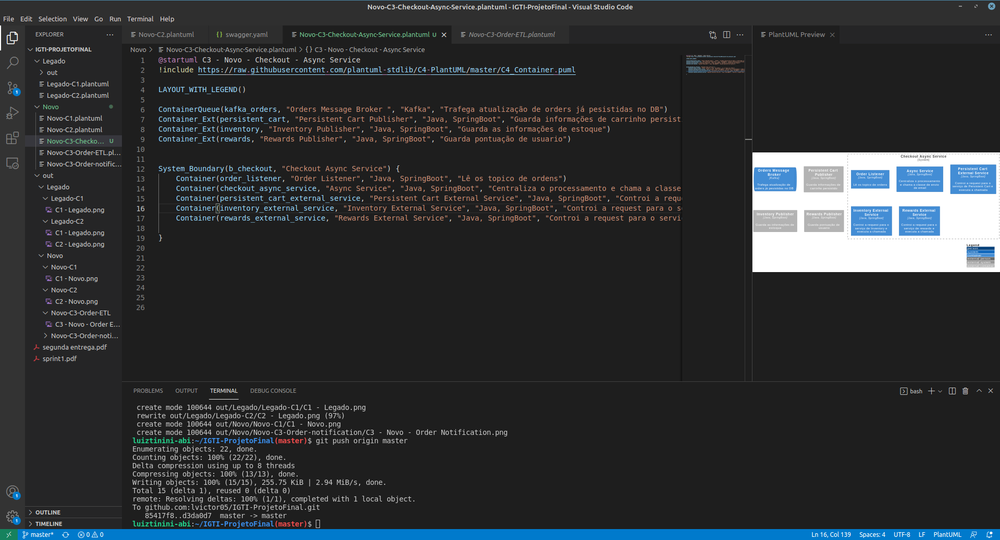 Novo-C3-Checkout-Async-Service.plantuml - IGTI-ProjetoFinal - Visual Studio Code
File Edit Selection View Go Run Terminal Help
EXPLORER
IGTI-PROJETOFINAL
Legado
out
Legado-C1.plantuml
Legado-C2.plantuml
Novo
Novo-C1.plantuml
Novo-C2.plantuml
Novo-C3-Checko... U
Novo-C3-Order-ETL.pl...
Novo-C3-Order-notific...
out
Legado
Legado-C1
C1 - Legado.png
Legado-C2
C1 - Legado.png
C2 - Legado.png
Novo
Novo-C1
C1 - Novo.png
Novo-C2
C2 - Novo.png
Novo-C3-Order-ETL
C3 - Novo - Order E...
Novo-C3-Order-noti...
segunda entrega.pdf
sprint1.pdf
OUTLINE
TIMELINE
1
1
1
Novo-C2.plantuml {} swagger.yaml Novo-C3-Checkout-Async-Service.plantuml U Novo-C3-Order-ETL.plantuml
Novo > Novo-C3-Checkout-Async-Service.plantuml > {} C3 - Novo - Checkout - Async Service
1 @startuml C3 - Novo - Checkout - Async Service
2 !include https://raw.githubusercontent.com/plantuml-stdlib/C4-PlantUML/master/C4_Container.puml
3
4 LAYOUT_WITH_LEGEND()
5
6 ContainerQueue(kafka_orders, "Orders Message Broker ", "Kafka", "Trafega atualização de orders já pesistidas no DB")
7 Container_Ext(persistent_cart, "Persistent Cart Publisher", "Java, SpringBoot", "Guarda informações de carrinho persist
8 Container_Ext(inventory, "Inventory Publisher", "Java, SpringBoot", "Guarda as informações de estoque")
9 Container_Ext(rewards, "Rewards Publisher", "Java, SpringBoot", "Guarda pontuação de usuario")
10
11
12 System_Boundary(b_checkout, "Checkout Async Service") {
13 Container(order_listener, "Order Listener", "Java, SpringBoot", "Lê os topico de ordens")
14 Container(checkout_async_service, "Async Service", "Java, SpringBoot", "Centraliza o processamento e chama a classe
15 Container(persistent_cart_external_service, "Persistent Cart External Service", "Java, SpringBoot", "Controi a requ
16 Container(inventory_external_service, "Inventory External Service", "Java, SpringBoot", "Controi a request para o s
17 Container(rewards_external_service, "Rewards External Service", "Java, SpringBoot", "Controi a request para o servi
18
19 }
20
21
22
23
24
25
26
PlantUML Preview
Checkout Async Service
[System]
Orders Message Broker
[Kafka]
Trafega atualização de
orders já pesistidas no DB
Persistent Cart
Publisher
[Java, SpringBoot]
Guarda informações de
carrinho persistido
Order Listener
[Java, SpringBoot]
Lê os topico de ordens
Async Service
[Java, SpringBoot]
Centraliza o processamento
e chama a classe de envio
de email
Persistent Cart
External Service
[Java, SpringBoot]
Controi a request para o
serviço de Persistent Cart e
executa a chamada
Inventory Publisher
[Java, SpringBoot]
Guarda as informações de
estoque
Rewards Publisher
[Java, SpringBoot]
Guarda pontuação de
usuario
Inventory External
Service
[Java, SpringBoot]
Controi a request para o
serviço de Inventory e
executa a chamada
Rewards External
Service
[Java, SpringBoot]
Controi a request para o
serviço de rewards e
executa a chamada
Legend
person
system
container
external person
external system
external container
PROBLEMS OUTPUT TERMINAL DEBUG CONSOLE
bash
create mode 100644 out/Legado/Legado-C1/C1 - Legado.png
rewrite out/Legado/Legado-C2/C2 - Legado.png (97%)
create mode 100644 out/Novo/Novo-C1/C1 - Novo.png
create mode 100644 out/Novo/Novo-C3-Order-notification/C3 - Novo - Order Notification.png
luiztinini-abi:~/IGTI-ProjetoFinal(master)$ git push origin master
Enumerating objects: 22, done.
Counting objects: 100% (22/22), done.
Delta compression using up to 8 threads
Compressing objects: 100% (13/13), done.
Writing objects: 100% (15/15), 255.75 KiB | 2.94 MiB/s, done.
Total 15 (delta 1), reused 0 (delta 0)
remote: Resolving deltas: 100% (1/1), completed with 1 local object.
To github.com:lvictor05/IGTI-ProjetoFinal.git
85417f8..d3da0d7 master -> master
luiztinini-abi:~/IGTI-ProjetoFinal(master)$
master* 0 0 Ln 16, Col 139 Spaces: 4 UTF-8 LF PlantUML